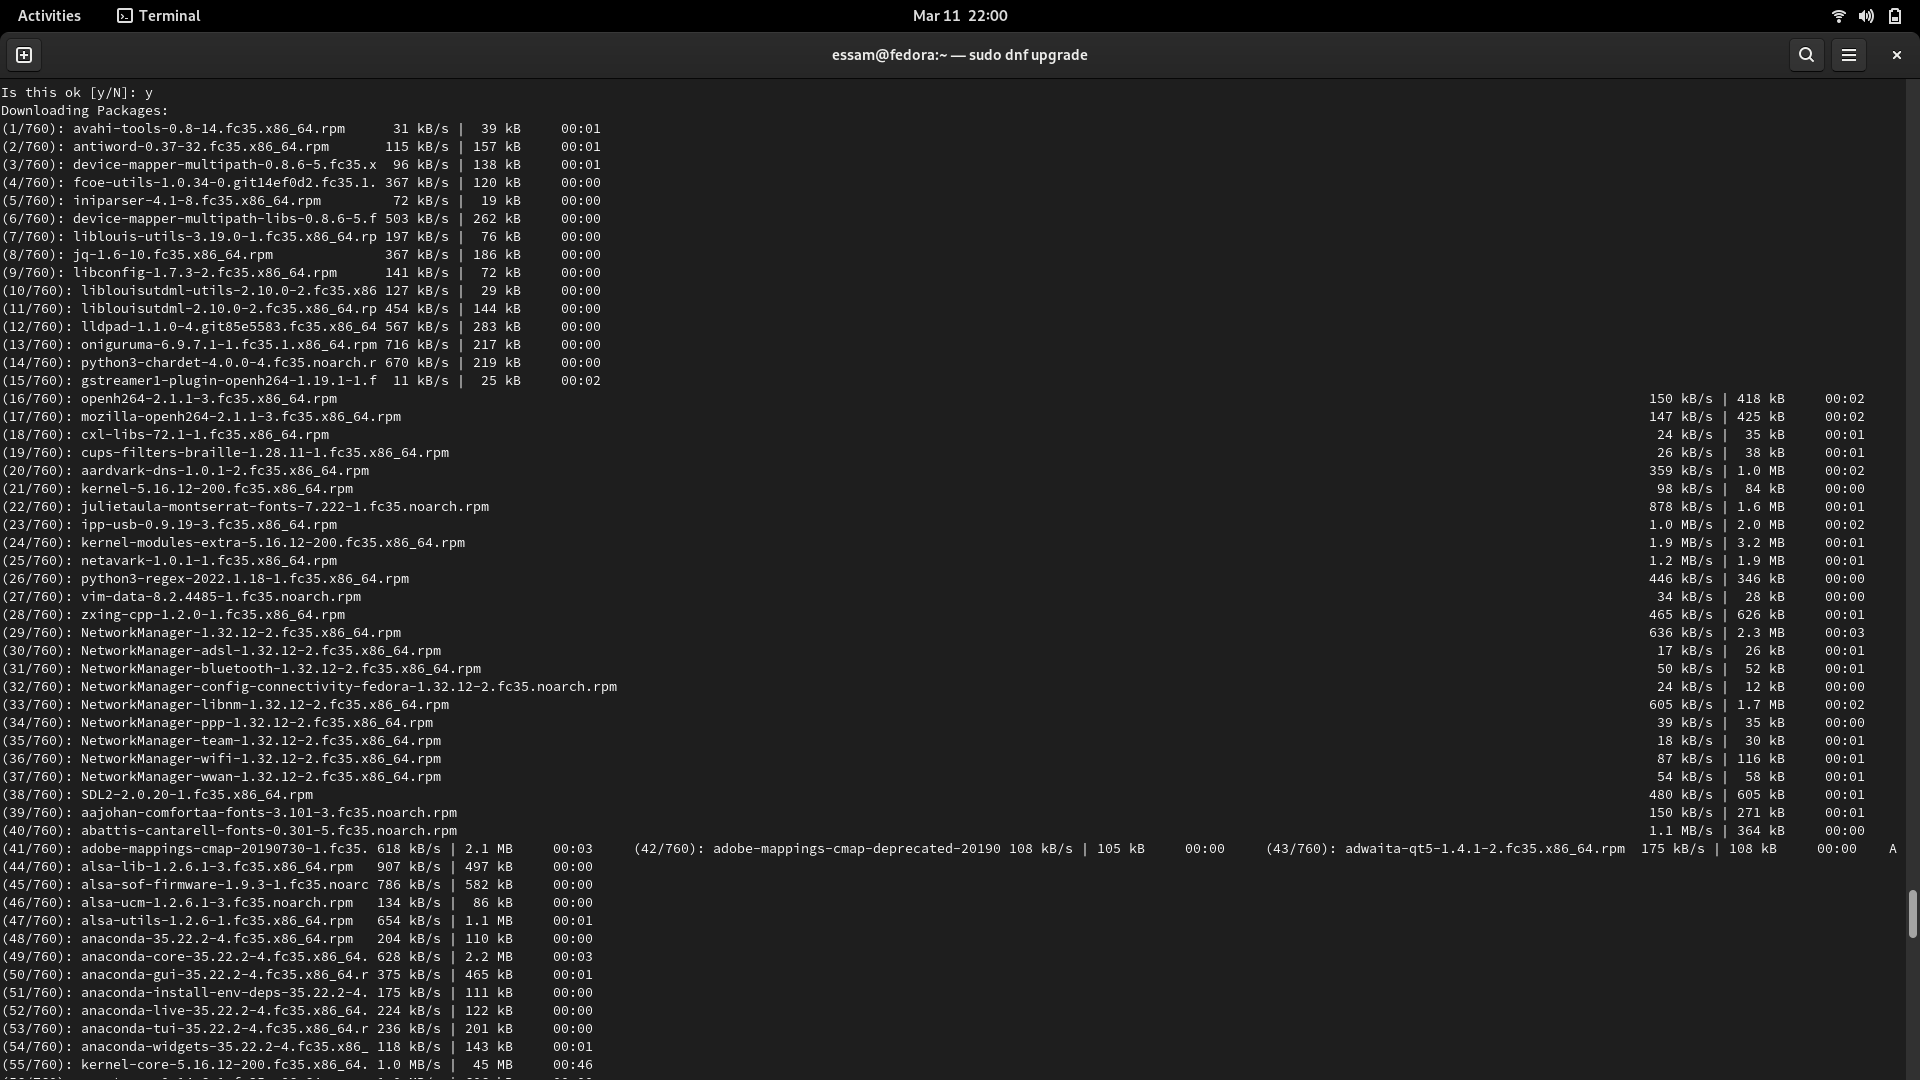 Activities Terminal Mar 11 22:00
essam@fedora:~ — sudo dnf upgrade
Is this ok [y/N]: y
Downloading Packages:
(1/760): avahi-tools-0.8-14.fc35.x86_64.rpm 31 kB/s | 39 kB 00:01
(2/760): antiword-0.37-32.fc35.x86_64.rpm 115 kB/s | 157 kB 00:01
(3/760): device-mapper-multipath-0.8.6-5.fc35.x 96 kB/s | 138 kB 00:01
(4/760): fcoe-utils-1.0.34-0.git14ef0d2.fc35.1. 367 kB/s | 120 kB 00:00
(5/760): iniparser-4.1-8.fc35.x86_64.rpm 72 kB/s | 19 kB 00:00
(6/760): device-mapper-multipath-libs-0.8.6-5.f 503 kB/s | 262 kB 00:00
(7/760): liblouis-utils-3.19.0-1.fc35.x86_64.rp 197 kB/s | 76 kB 00:00
(8/760): jq-1.6-10.fc35.x86_64.rpm 367 kB/s | 186 kB 00:00
(9/760): libconfig-1.7.3-2.fc35.x86_64.rpm 141 kB/s | 72 kB 00:00
(10/760): liblouisutdml-utils-2.10.0-2.fc35.x86 127 kB/s | 29 kB 00:00
(11/760): liblouisutdml-2.10.0-2.fc35.x86_64.rp 454 kB/s | 144 kB 00:00
(12/760): lldpad-1.1.0-4.git85e5583.fc35.x86_64 567 kB/s | 283 kB 00:00
(13/760): oniguruma-6.9.7.1-1.fc35.1.x86_64.rpm 716 kB/s | 217 kB 00:00
(14/760): python3-chardet-4.0.0-4.fc35.noarch.r 670 kB/s | 219 kB 00:00
(15/760): gstreamer1-plugin-openh264-1.19.1-1.f 11 kB/s | 25 kB 00:02
(16/760): openh264-2.1.1-3.fc35.x86_64.rpm 150 kB/s | 418 kB 00:02
(17/760): mozilla-openh264-2.1.1-3.fc35.x86_64.rpm 147 kB/s | 425 kB 00:02
(18/760): cxl-libs-72.1-1.fc35.x86_64.rpm 24 kB/s | 35 kB 00:01
(19/760): cups-filters-braille-1.28.11-1.fc35.x86_64.rpm 26 kB/s | 38 kB 00:01
(20/760): aardvark-dns-1.0.1-2.fc35.x86_64.rpm 359 kB/s | 1.0 MB 00:02
(21/760): kernel-5.16.12-200.fc35.x86_64.rpm 98 kB/s | 84 kB 00:00
(22/760): julietaula-montserrat-fonts-7.222-1.fc35.noarch.rpm 878 kB/s | 1.6 MB 00:01
(23/760): ipp-usb-0.9.19-3.fc35.x86_64.rpm 1.0 MB/s | 2.0 MB 00:02
(24/760): kernel-modules-extra-5.16.12-200.fc35.x86_64.rpm 1.9 MB/s | 3.2 MB 00:01
(25/760): netavark-1.0.1-1.fc35.x86_64.rpm 1.2 MB/s | 1.9 MB 00:01
(26/760): python3-regex-2022.1.18-1.fc35.x86_64.rpm 446 kB/s | 346 kB 00:00
(27/760): vim-data-8.2.4485-1.fc35.noarch.rpm 34 kB/s | 28 kB 00:00
(28/760): zxing-cpp-1.2.0-1.fc35.x86_64.rpm 465 kB/s | 626 kB 00:01
(29/760): NetworkManager-1.32.12-2.fc35.x86_64.rpm 636 kB/s | 2.3 MB 00:03
(30/760): NetworkManager-adsl-1.32.12-2.fc35.x86_64.rpm 17 kB/s | 26 kB 00:01
(31/760): NetworkManager-bluetooth-1.32.12-2.fc35.x86_64.rpm 50 kB/s | 52 kB 00:01
(32/760): NetworkManager-config-connectivity-fedora-1.32.12-2.fc35.noarch.rpm 24 kB/s | 12 kB 00:00
(33/760): NetworkManager-libnm-1.32.12-2.fc35.x86_64.rpm 605 kB/s | 1.7 MB 00:02
(34/760): NetworkManager-ppp-1.32.12-2.fc35.x86_64.rpm 39 kB/s | 35 kB 00:00
(35/760): NetworkManager-team-1.32.12-2.fc35.x86_64.rpm 18 kB/s | 30 kB 00:01
(36/760): NetworkManager-wifi-1.32.12-2.fc35.x86_64.rpm 87 kB/s | 116 kB 00:01
(37/760): NetworkManager-wwan-1.32.12-2.fc35.x86_64.rpm 54 kB/s | 58 kB 00:01
(38/760): SDL2-2.0.20-1.fc35.x86_64.rpm 480 kB/s | 605 kB 00:01
(39/760): aajohan-comfortaa-fonts-3.101-3.fc35.noarch.rpm 150 kB/s | 271 kB 00:01
(40/760): abattis-cantarell-fonts-0.301-5.fc35.noarch.rpm 1.1 MB/s | 364 kB 00:00
(41/760): adobe-mappings-cmap-20190730-1.fc35. 618 kB/s | 2.1 MB 00:03 (42/760): adobe-mappings-cmap-deprecated-20190 108 kB/s | 105 kB 00:00 (43/760): adwaita-qt5-1.4.1-2.fc35.x86_64.rpm 175 kB/s | 108 kB 00:00 A
(44/760): alsa-lib-1.2.6.1-3.fc35.x86_64.rpm 907 kB/s | 497 kB 00:00
(45/760): alsa-sof-firmware-1.9.3-1.fc35.noarc 786 kB/s | 582 kB 00:00
(46/760): alsa-ucm-1.2.6.1-3.fc35.noarch.rpm 134 kB/s | 86 kB 00:00
(47/760): alsa-utils-1.2.6-1.fc35.x86_64.rpm 654 kB/s | 1.1 MB 00:01
(48/760): anaconda-35.22.2-4.fc35.x86_64.rpm 204 kB/s | 110 kB 00:00
(49/760): anaconda-core-35.22.2-4.fc35.x86_64. 628 kB/s | 2.2 MB 00:03
(50/760): anaconda-gui-35.22.2-4.fc35.x86_64.r 375 kB/s | 465 kB 00:01
(51/760): anaconda-install-env-deps-35.22.2-4. 175 kB/s | 111 kB 00:00
(52/760): anaconda-live-35.22.2-4.fc35.x86_64. 224 kB/s | 122 kB 00:00
(53/760): anaconda-tui-35.22.2-4.fc35.x86_64.r 236 kB/s | 201 kB 00:00
(54/760): anaconda-widgets-35.22.2-4.fc35.x86_ 118 kB/s | 143 kB 00:01
(55/760): kernel-core-5.16.12-200.fc35.x86_64. 1.0 MB/s | 45 MB 00:46